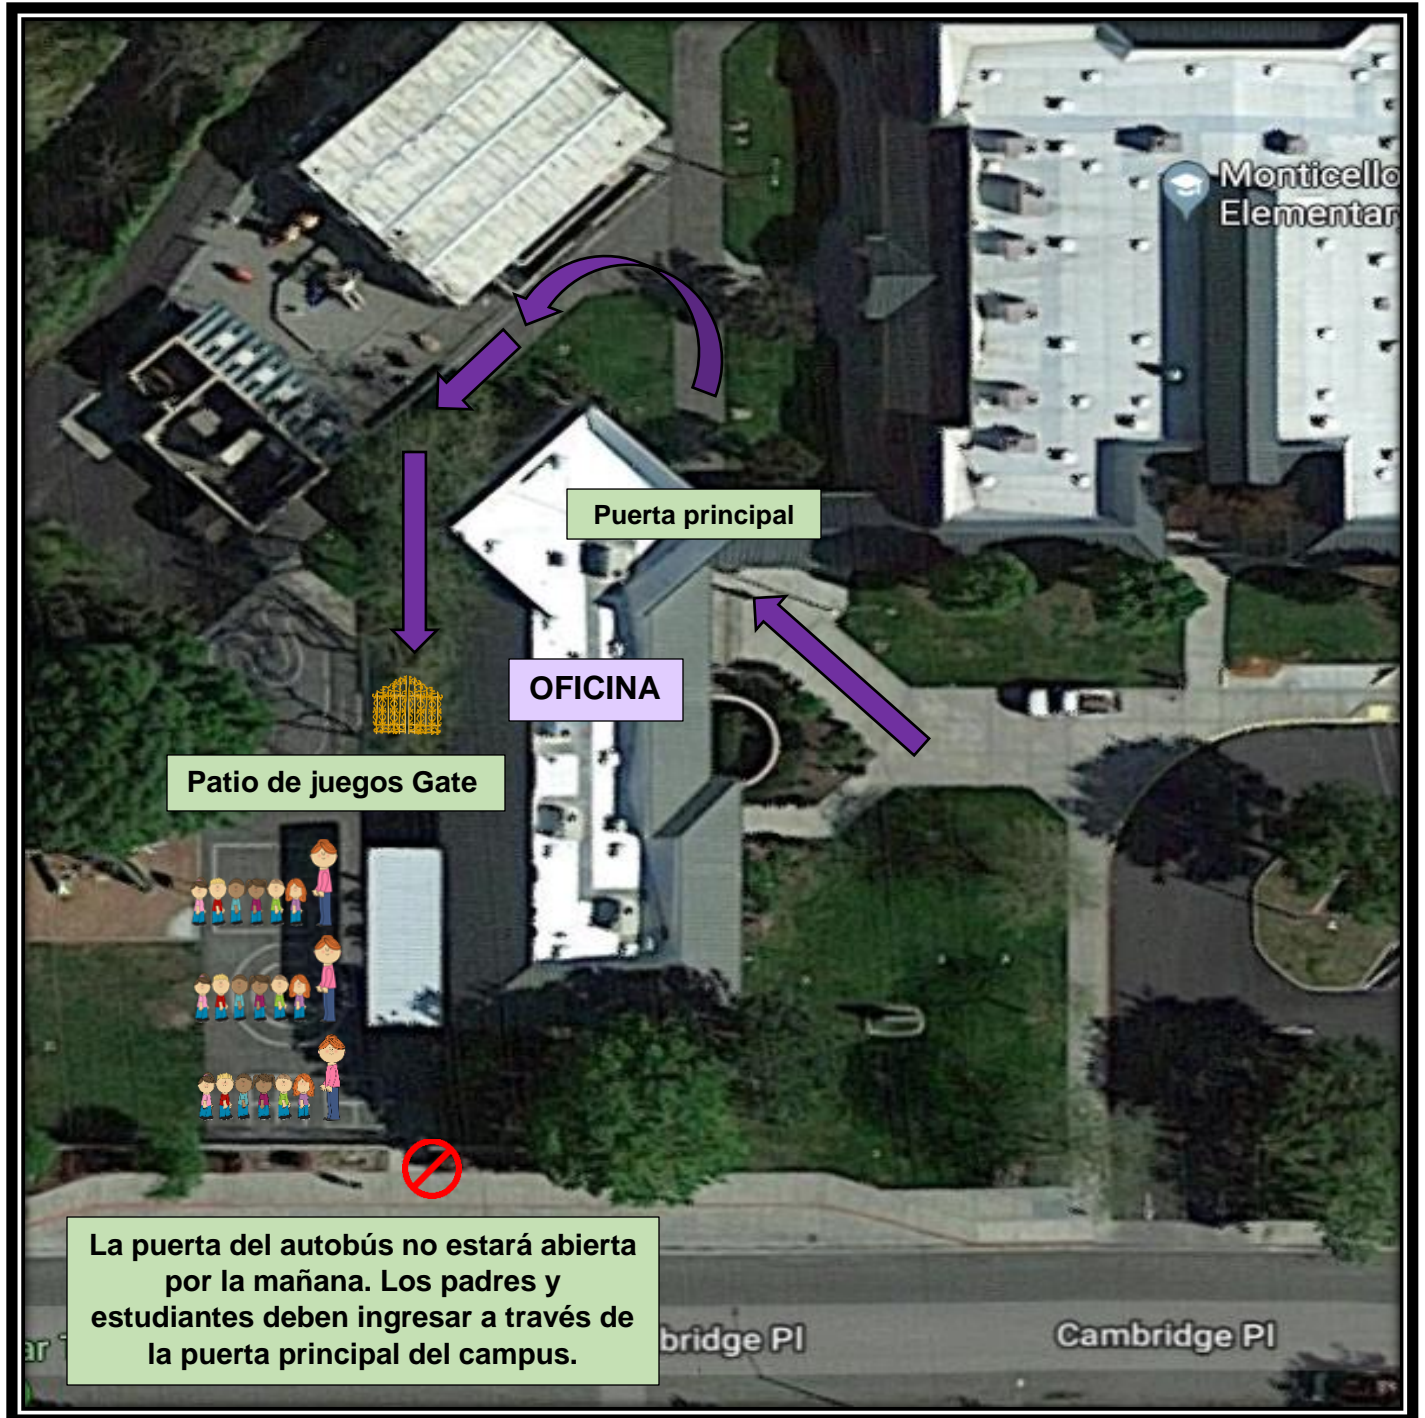 Monticello
Elementar
Puerta principal
OFICINA
Patio de juegos Gate
La puerta del autobús no estará abierta
por la mañana. Los padres y
estudiantes deben ingresar a través de
la puerta principal del campus.
bridge Pl
Cambridge Pl